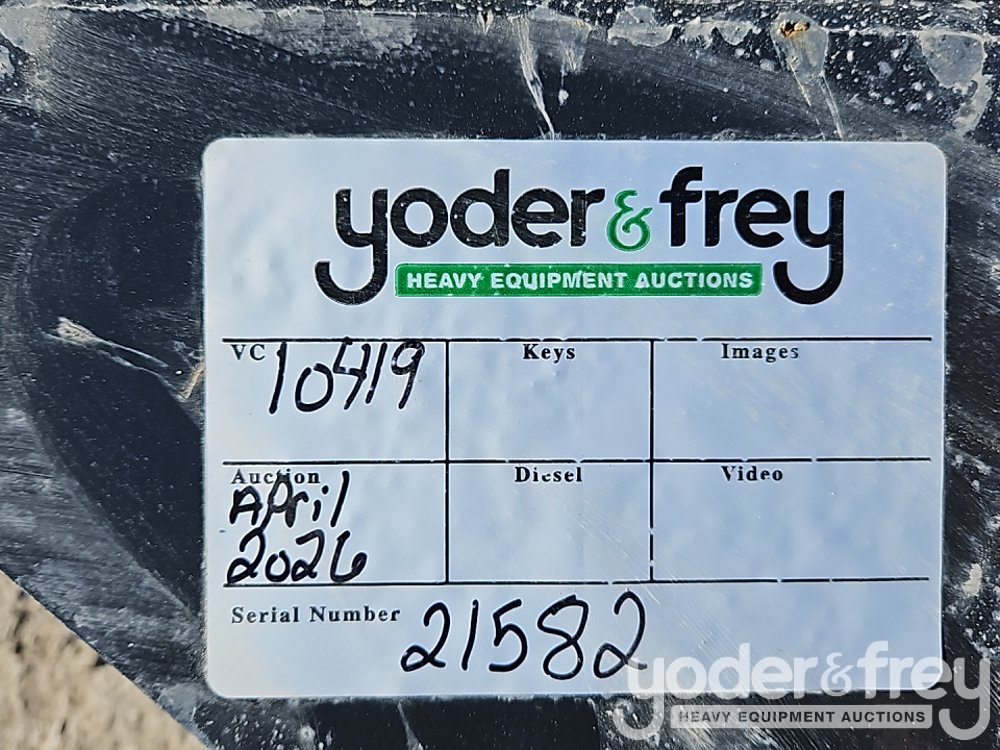 yoder & frey
HEAVY EQUIPMENT AUCTIONS
VC 10419
Keys
Images
Auction
April
2026
Diesel
Video
Serial Number 21582
yoder & frey
HEAVY EQUIPMENT AUCTIONS